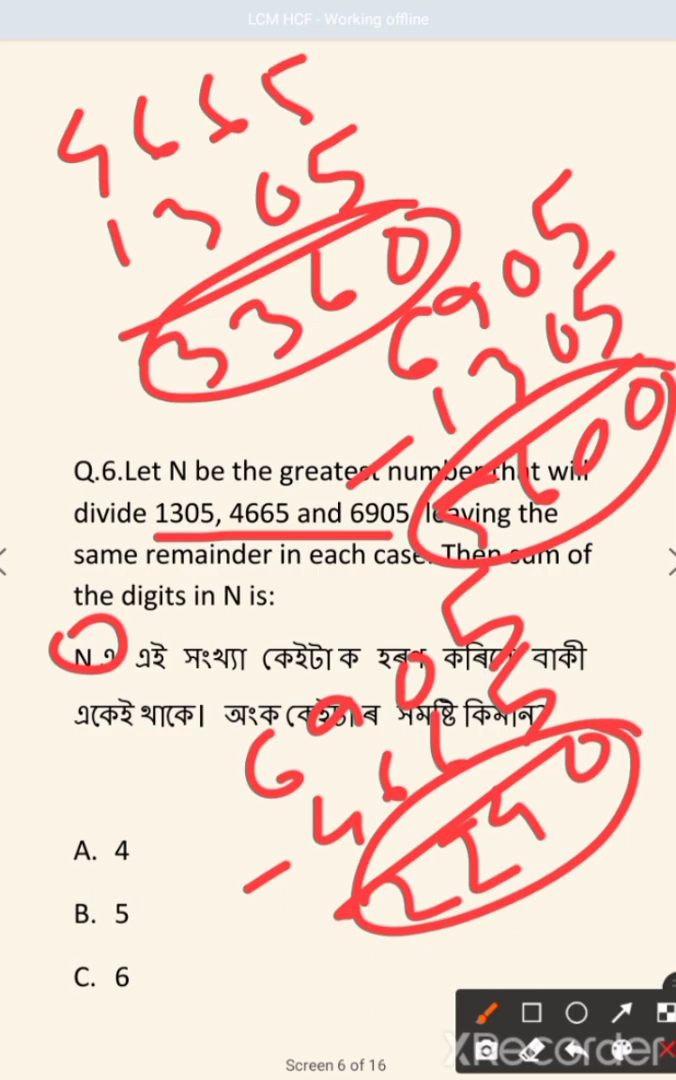 LCM HCF - Working offline
4665
1305
3360
6905
- 1305
5600
Q.6.Let N be the greatest number that will
divide 1305, 4665 and 6905, leaving the
same remainder in each case. Then sum of
the digits in N is:
N এ এই সংখ্যা কেইটাক হৰণ কৰিলে বাকী
একেই থাকে। অংক কেইটাৰ সমষ্টি কিমান?
6905
- 4665
2240
A. 4
B. 5
C. 6
Screen 6 of 16
XRecorder